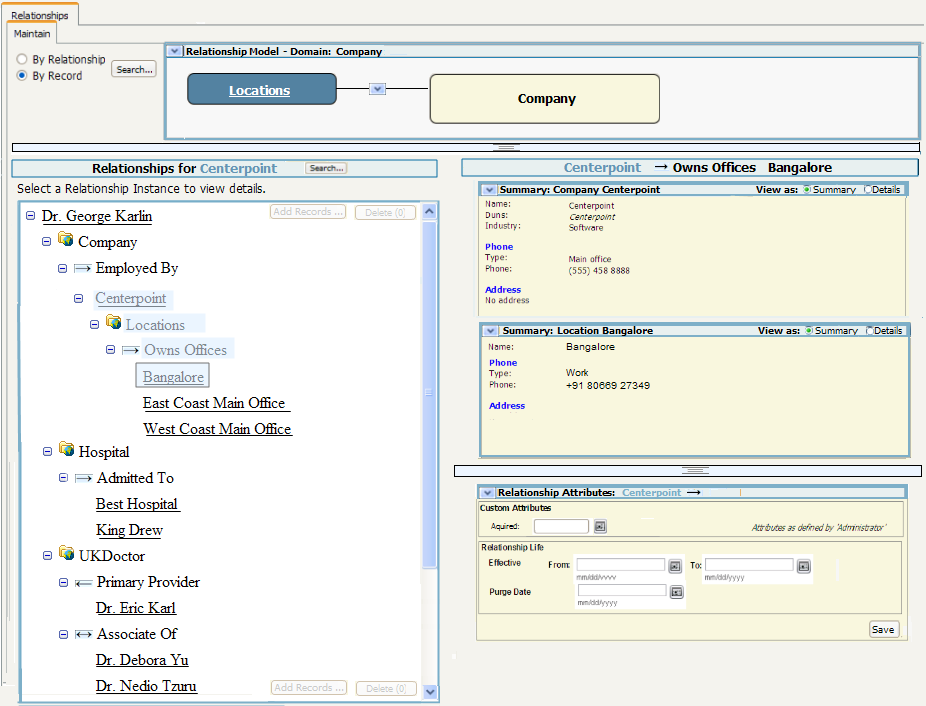 Relationships
Maintain
By Relationship
By Record
Search...
Relationship Model - Domain: Company
Locations
Company
Relationships for Centerpoint
Search...
Select a Relationship Instance to view details.
Add Records ...
Delete (0)
Dr. George Karlin
Company
Employed By
Centerpoint
Locations
Owns Offices
Bangalore
East Coast Main Office
West Coast Main Office
Hospital
Admitted To
Best Hospital
King Drew
UKDoctor
Primary Provider
Dr. Eric Karl
Associate Of
Dr. Debora Yu
Dr. Nedio Tzuru
Add Records ...
Delete (0)
Centerpoint → Owns Offices Bangalore
Summary: Company Centerpoint View as: Summary Details
Name: Centerpoint
Duns: Centerpoint
Industry: Software
Phone
Type: Main office
Phone: (555) 458 8888
Address
No address
Summary: Location Bangalore View as: Summary Details
Name: Bangalore
Phone
Type: Work
Phone: +91 80669 27349
Address
Relationship Attributes: Centerpoint →
Custom Attributes
Aquired:
Attributes as defined by 'Administrator'
Relationship Life
Effective From: To:
mm/dd/yyyy mm/dd/yyyy
Purge Date
mm/dd/yyyy
Save